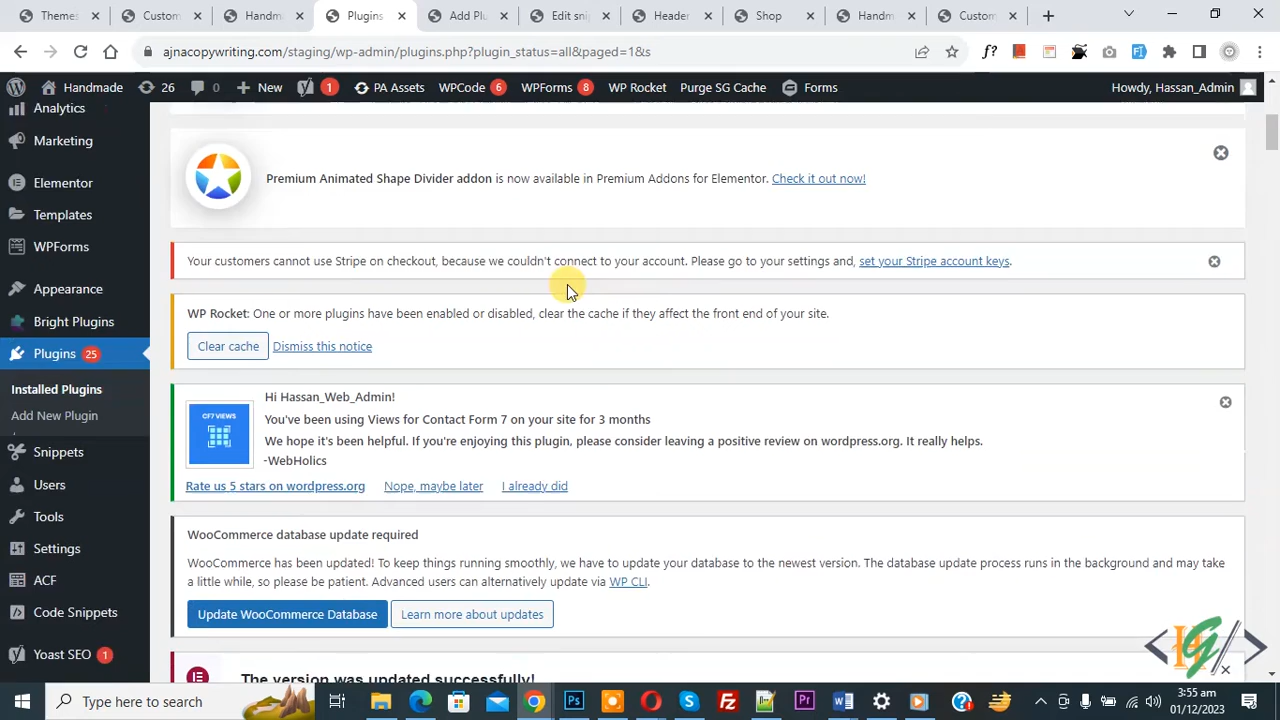 Themes
Custom
Handm
Plugins
Add Plu
Edit sni
Header
Shop
Handm
Custom
ajnacopywriting.com/staging/wp-admin/plugins.php?plugin_status=all&paged=1&s
Handmade
26
0
New
1
PA Assets
WPCode 6
WPForms 8
WP Rocket
Purge SG Cache
Forms
Howdy, Hassan_Admin
Analytics
Marketing
Elementor
Templates
WPForms
Appearance
Bright Plugins
Plugins 25
Installed Plugins
Add New Plugin
Snippets
Users
Tools
Settings
ACF
Code Snippets
Yoast SEO 1
Premium Animated Shape Divider addon is now available in Premium Addons for Elementor. Check it out now!
Your customers cannot use Stripe on checkout, because we couldn't connect to your account. Please go to your settings and, set your Stripe account keys.
WP Rocket: One or more plugins have been enabled or disabled, clear the cache if they affect the front end of your site.
Clear cache
Dismiss this notice
CF7 VIEWS
Hi Hassan_Web_Admin!
You've been using Views for Contact Form 7 on your site for 3 months
We hope it's been helpful. If you're enjoying this plugin, please consider leaving a positive review on wordpress.org. It really helps.
-WebHolics
Rate us 5 stars on wordpress.org
Nope, maybe later
I already did
WooCommerce database update required
WooCommerce has been updated! To keep things running smoothly, we have to update your database to the newest version. The database update process runs in the background and may take
a little while, so please be patient. Advanced users can alternatively update via WP CLI.
Update WooCommerce Database
Learn more about updates
The version was updated successfully!
Type here to search
3:55 am
01/12/2023